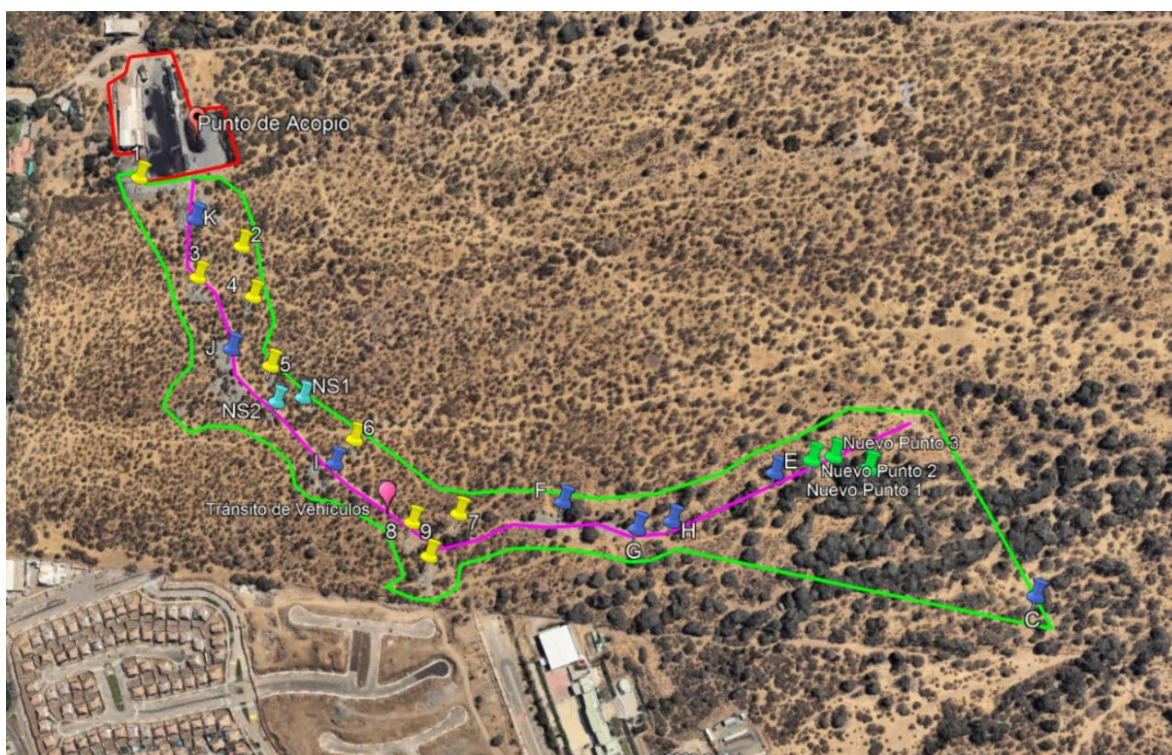 Punto de Acopio
1
K
2
3
4
J
5
NS1
NS2
6
I
E
Nuevo Punto 3
Nuevo Punto 2
Nuevo Punto 1
F
Tránsito de Vehículos
7
8
9
H
G
C